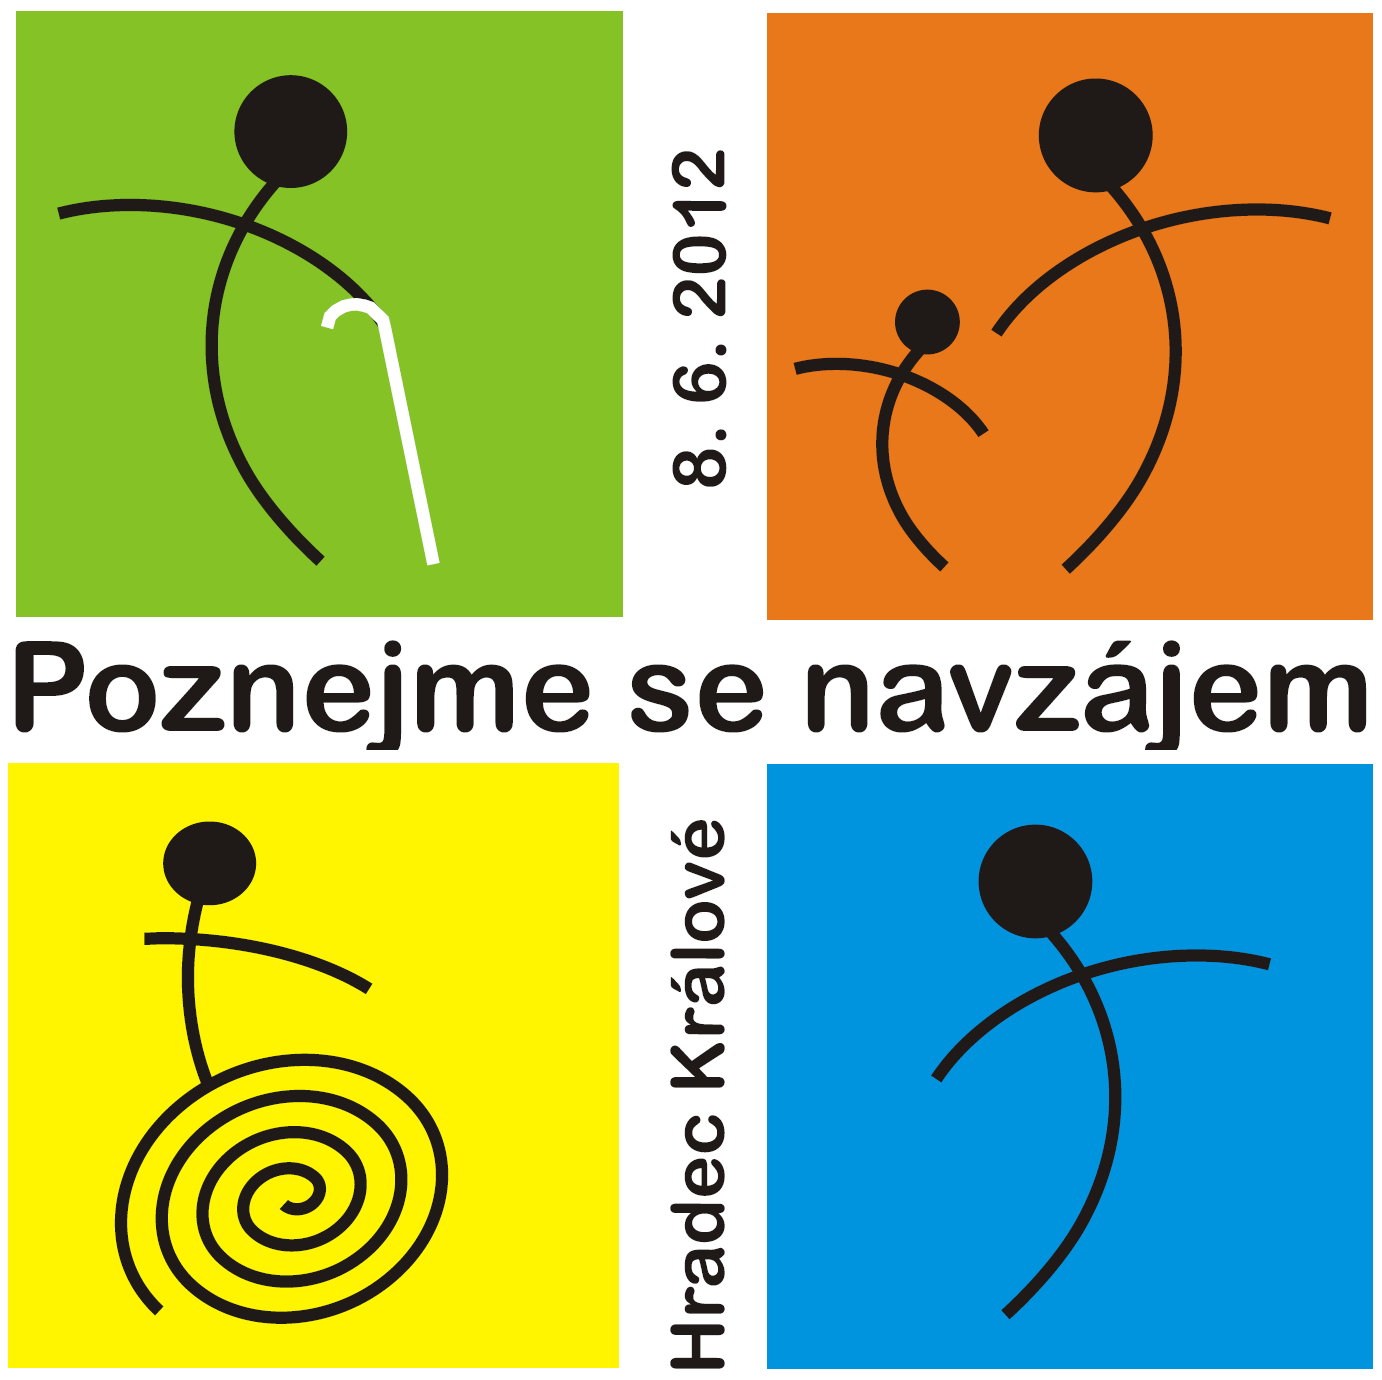 8. 6. 2012
Poznejme se navzájem
Hradec Králové